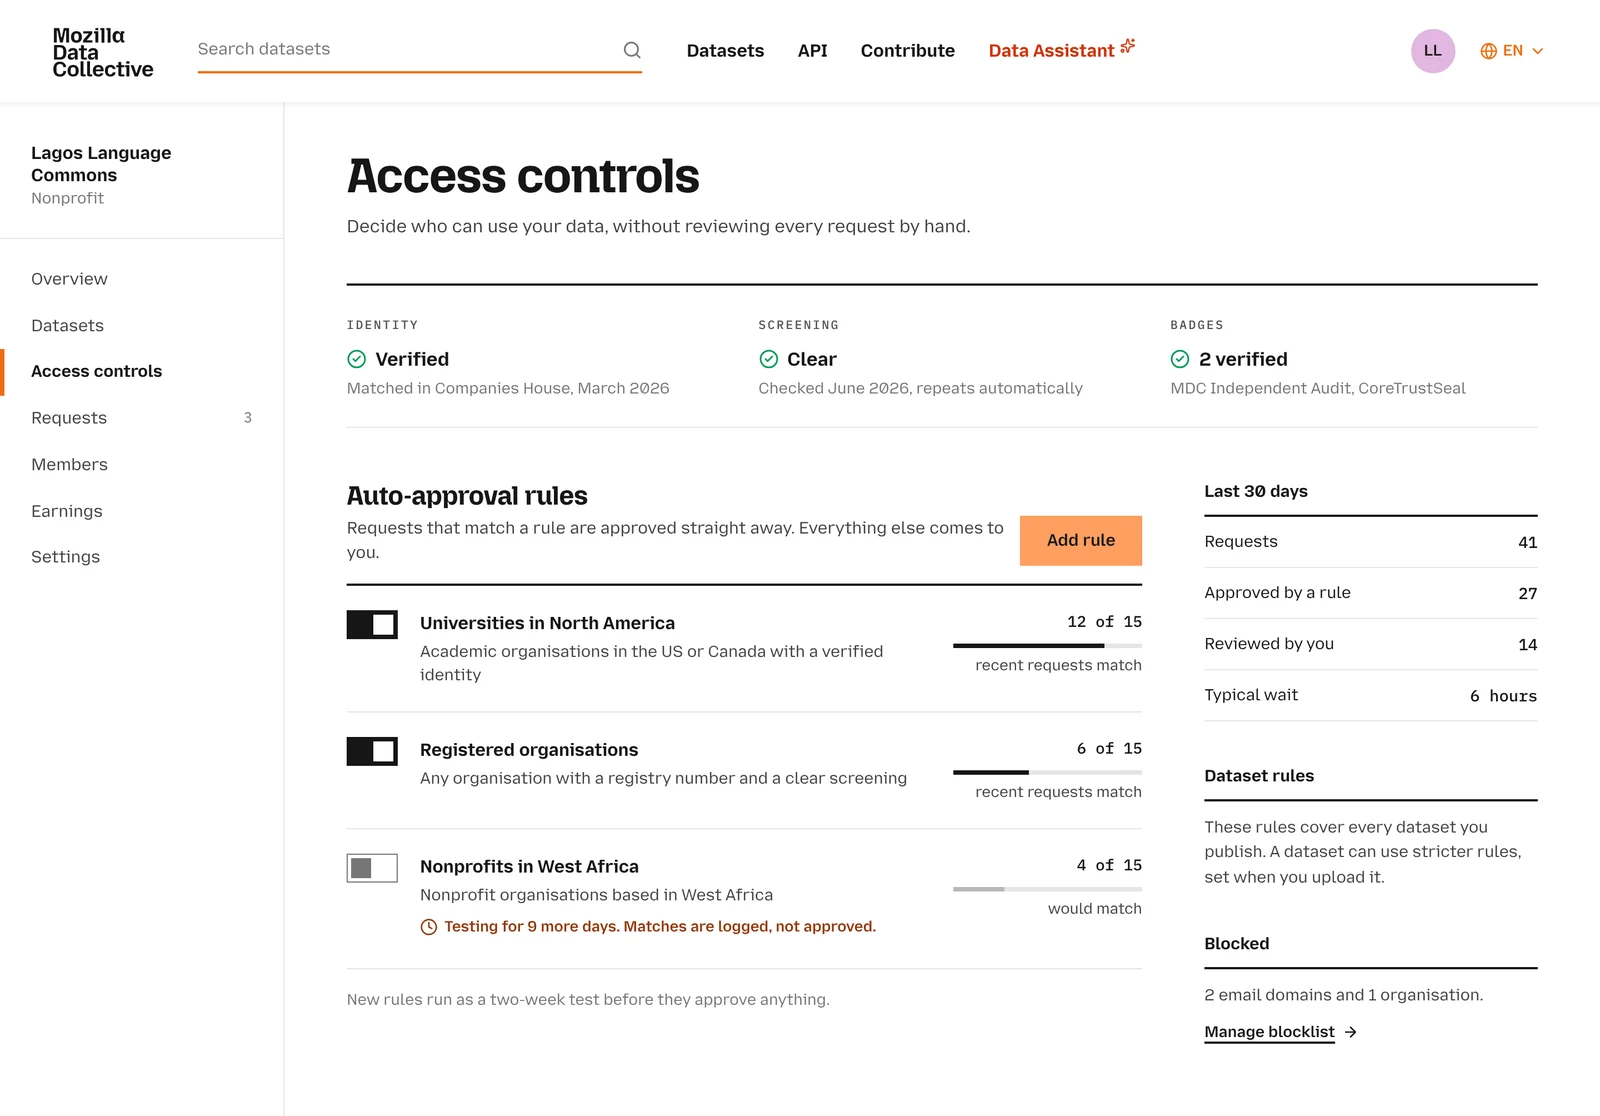 Mozilla
Data
Collective
Search datasets
Datasets
API
Contribute
Data Assistant
LL
EN
Lagos Language
Commons
Nonprofit
Overview
Datasets
Access controls
Requests 3
Members
Earnings
Settings
Access controls
Decide who can use your data, without reviewing every request by hand.
IDENTITY
Verified
Matched in Companies House, March 2026
SCREENING
Clear
Checked June 2026, repeats automatically
BADGES
2 verified
MDC Independent Audit, CoreTrustSeal
Auto-approval rules
Requests that match a rule are approved straight away. Everything else comes to
you.
Add rule
Universities in North America
Academic organisations in the US or Canada with a verified
identity
12 of 15
recent requests match
Registered organisations
Any organisation with a registry number and a clear screening
6 of 15
recent requests match
Nonprofits in West Africa
Nonprofit organisations based in West Africa
Testing for 9 more days. Matches are logged, not approved.
4 of 15
would match
New rules run as a two-week test before they approve anything.
Last 30 days
Requests 41
Approved by a rule 27
Reviewed by you 14
Typical wait 6 hours
Dataset rules
These rules cover every dataset you
publish. A dataset can use stricter rules,
set when you upload it.
Blocked
2 email domains and 1 organisation.
Manage blocklist →